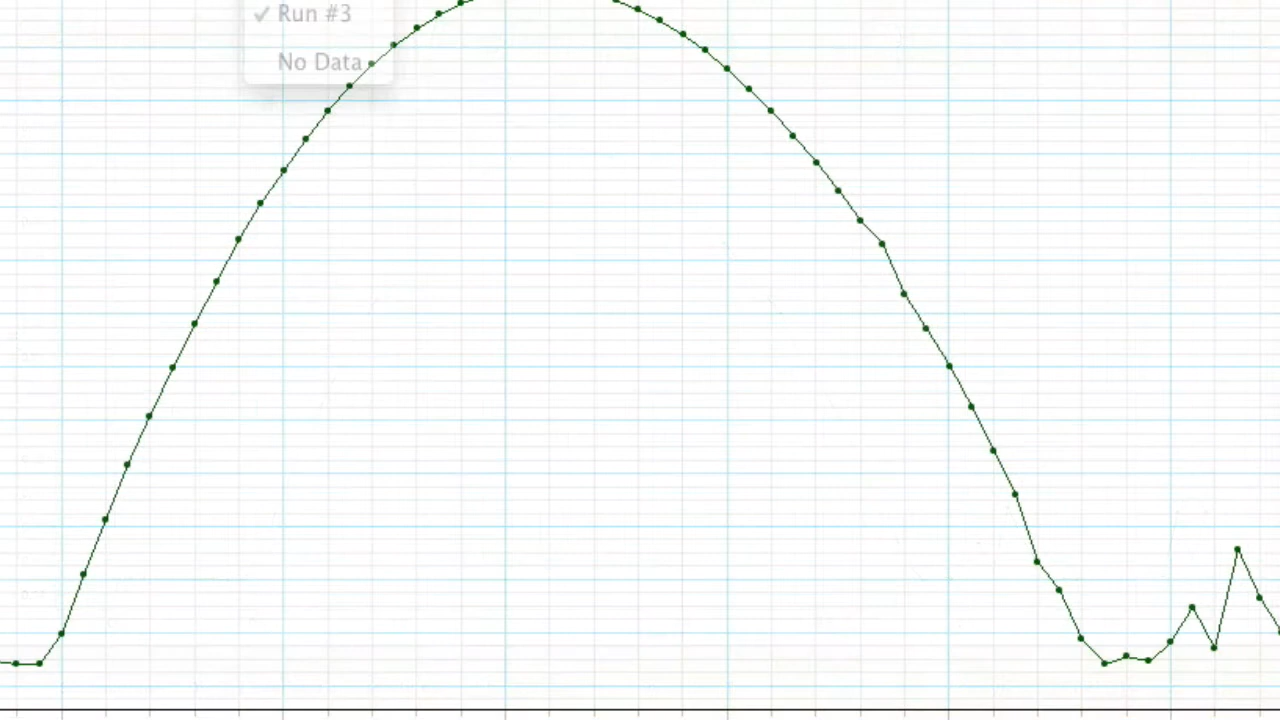 ✓ Run #3
No Data